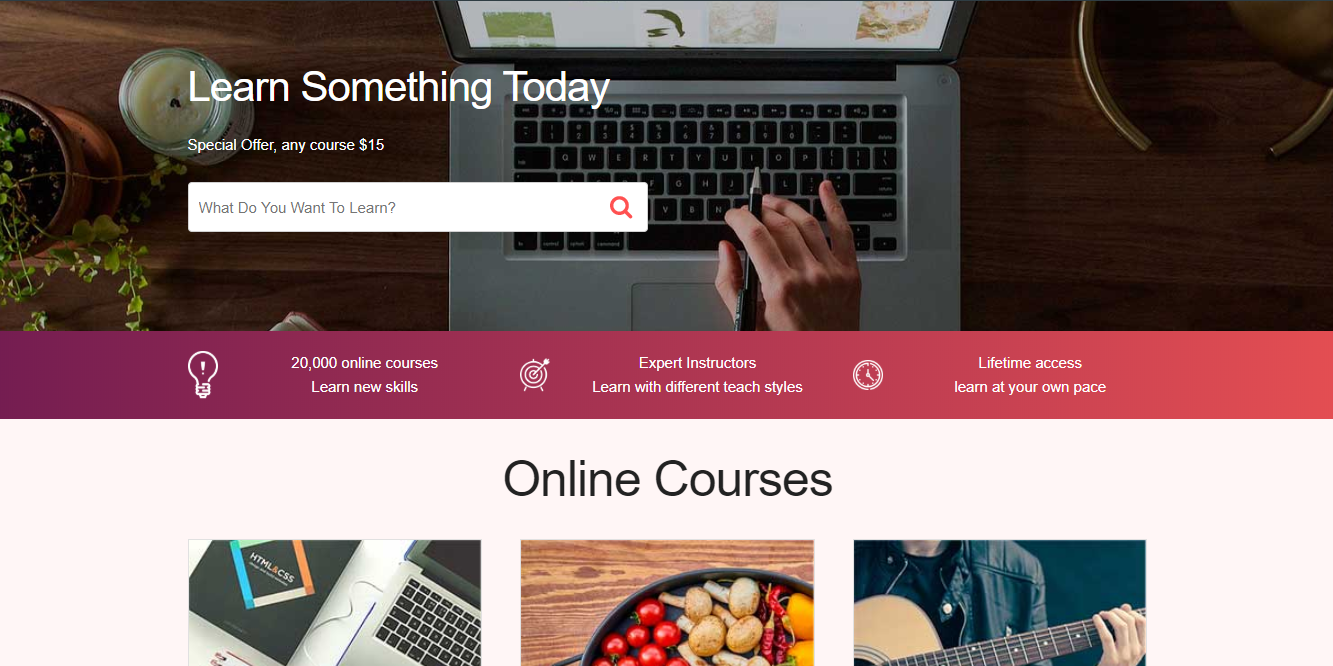 Learn Something Today
Special Offer, any course $15
What Do You Want To Learn?
20,000 online courses
Learn new skills
Expert Instructors
Learn with different teach styles
Lifetime access
learn at your own pace
Online Courses
HTML&CSS